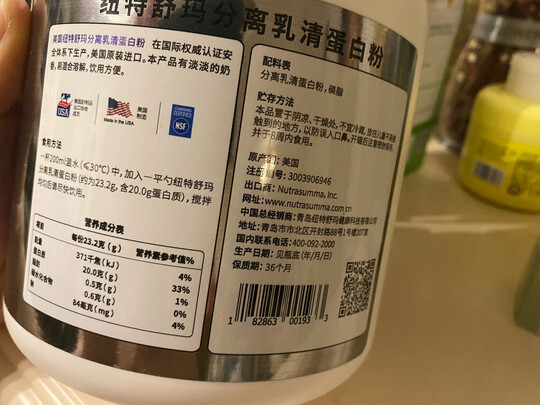 纽特舒玛分离乳清蛋白粉
美国纽特舒玛分离乳清蛋白粉 在国际权威认证安
全体系下生产，美国原装进口。本产品有淡淡的奶
香，易混合溶解，饮用方便。
USA
美国
制造
Made in the USA
NSF
食用方法
一杯200ml温水（≤30℃）中，加入一平勺纽特舒玛
分离乳清蛋白粉（约为23.2g，含20.0g蛋白质），搅拌
均匀后请尽快饮用。
营养成分表
项目 每份23.2克（g） 营养素参考值%
能量 371千焦（kJ） 4%
蛋白质 20.0克（g） 33%
脂肪 0.5克（g） 1%
碳水化合物 0.6克（g） 0%
钠 84毫克（mg） 4%
配料表
分离乳清蛋白粉，磷脂
贮存方法
本品置于阴凉、干燥处，不宜冷藏，放在儿童不易接
触到的地方，以防误入口鼻。开罐后注意密封保存，
并于8周内食用。
原产国：美国
注册编号：3003906946
出口商：Nutrasumma, Inc.
网址：www.nutrasumma.com.cn
中国总经销商：青岛纽特舒玛健康科技有限公司
地址：青岛市市北区开封路88号1号楼207室
国内联系电话：400-092-2000
生产日期：见瓶底（年/月/日）
保质期：36个月
1 82863 00193 3